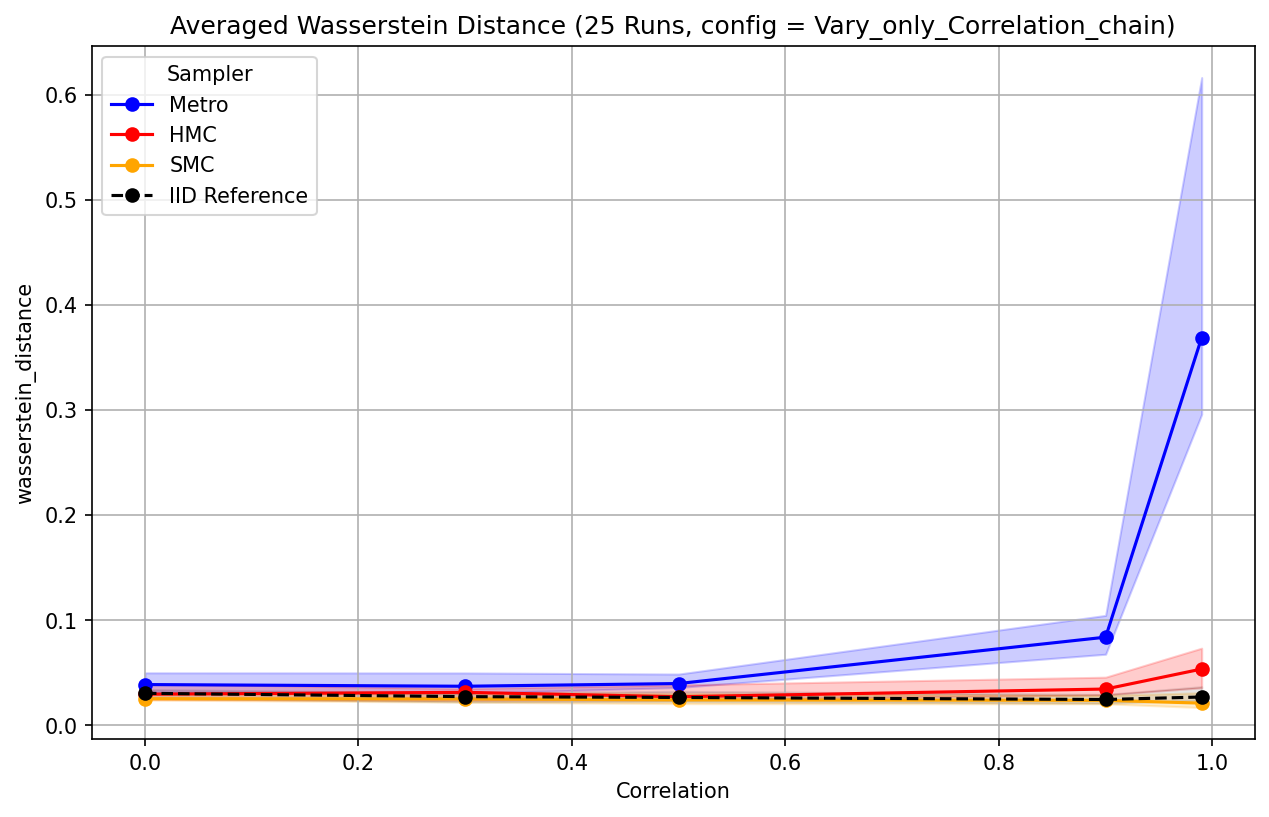 Averaged Wasserstein Distance (25 Runs, config = Vary_only_Correlation_chain)
Sampler
Metro
HMC
SMC
IID Reference
wasserstein_distance
0.6
0.5
0.4
0.3
0.2
0.1
0.0
0.0 0.2 0.4 0.6 0.8 1.0
Correlation